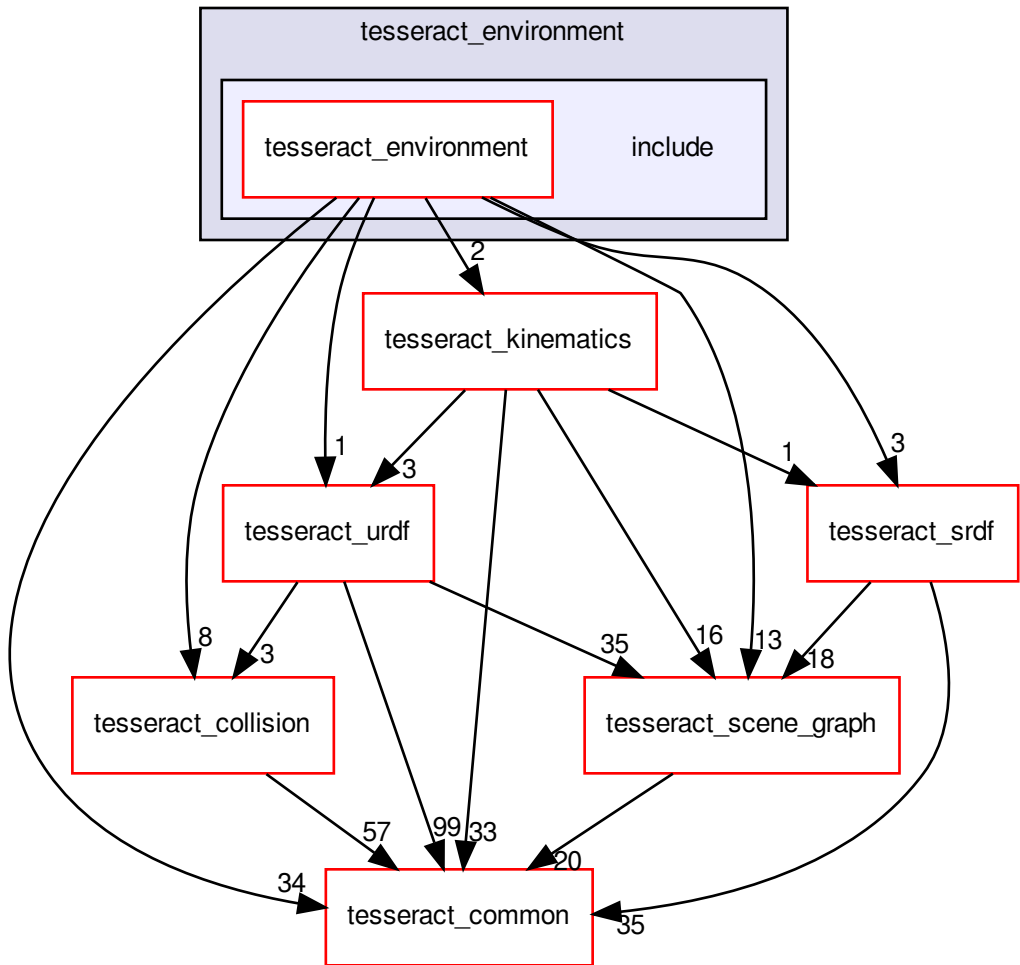 tesseract_environment
tesseract_environment
include
2
tesseract_kinematics
1
3
1
3
tesseract_urdf
tesseract_srdf
8
3
35
16
13
18
tesseract_collision
tesseract_scene_graph
57
99
33
20
34
tesseract_common
35